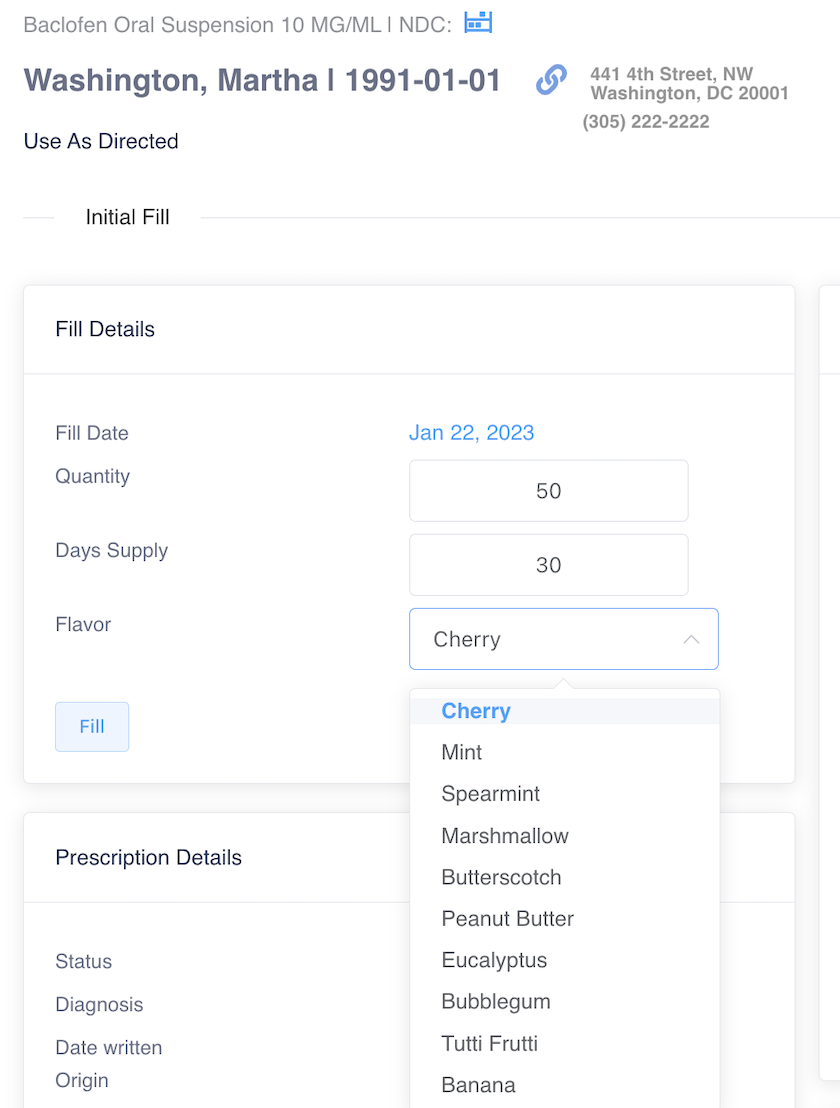 Baclofen Oral Suspension 10 MG/ML | NDC:
Washington, Martha | 1991-01-01
441 4th Street, NW
Washington, DC 20001
(305) 222-2222
Use As Directed
Initial Fill
Fill Details
Fill Date Jan 22, 2023
Quantity 50
Days Supply 30
Flavor Cherry
Fill
Cherry
Mint
Spearmint
Marshmallow
Butterscotch
Peanut Butter
Eucalyptus
Bubblegum
Tutti Frutti
Banana
Prescription Details
Status
Diagnosis
Date written
Origin